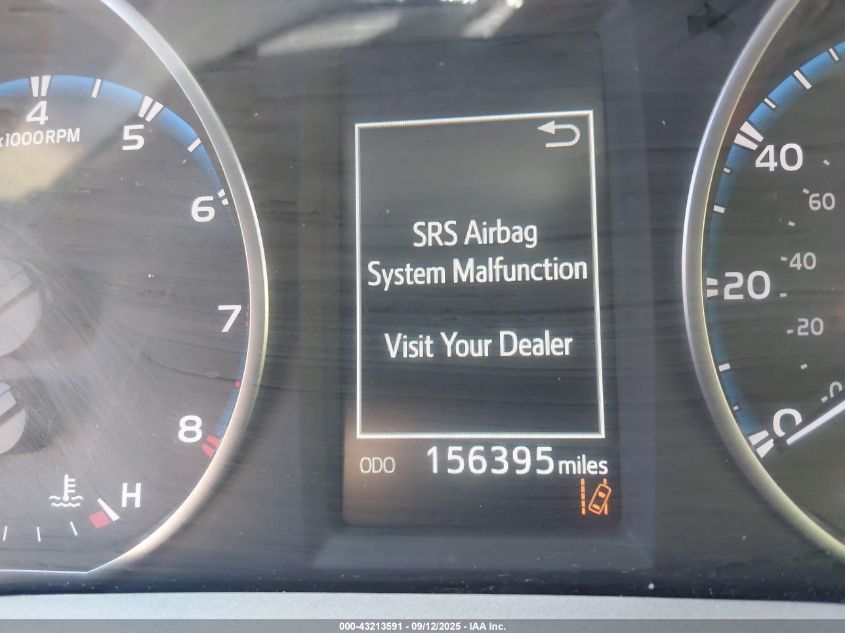 4
x1000RPM
5
6
7
8
H
SRS Airbag
System Malfunction
Visit Your Dealer
ODO 156395 miles
40
60
40
20
20
0
0
000-43213591 - 09/12/2025 - IAA Inc.